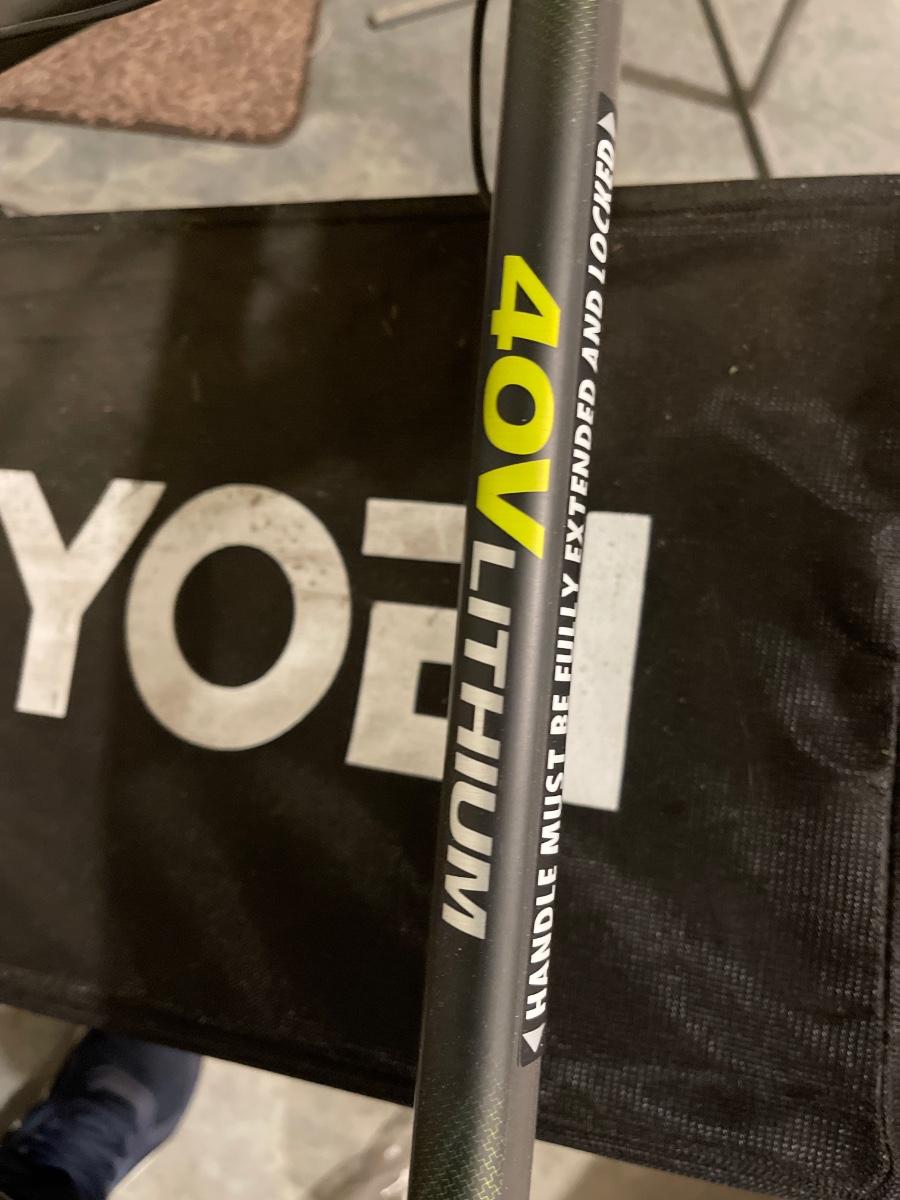 YOBI
40V LITHIUM
HANDLE MUST BE FULLY EXTENDED AND LOCKED